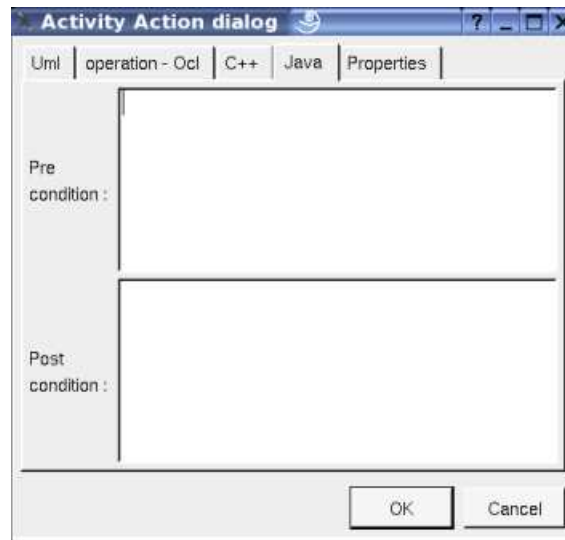 Activity Action dialog
Uml operation - Ocl C++ Java Properties
Pre
condition :
Post
condition :
OK Cancel